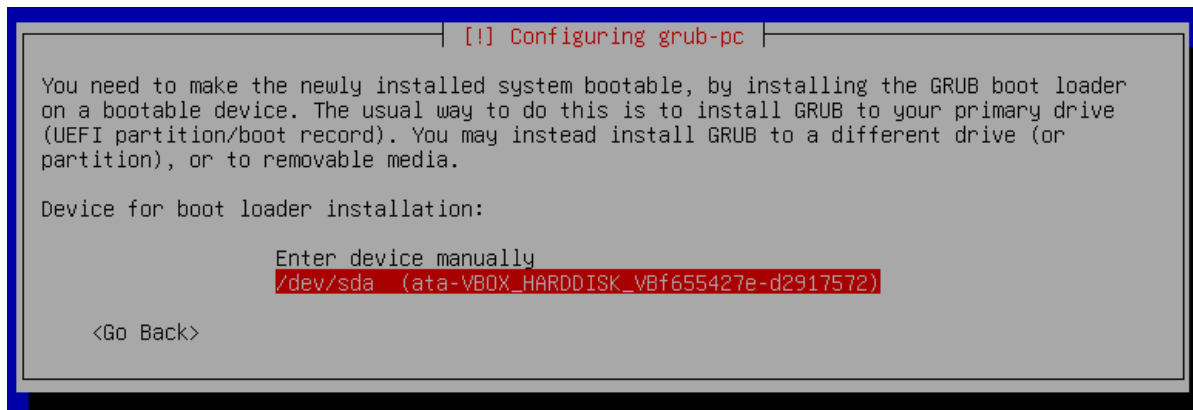 [!] Configuring grub-pc
You need to make the newly installed system bootable, by installing the GRUB boot loader
on a bootable device. The usual way to do this is to install GRUB to your primary drive
(UEFI partition/boot record). You may instead install GRUB to a different drive (or
partition), or to removable media.
Device for boot loader installation:
Enter device manually
/dev/sda (ata-VBOX_HARDDISK_VBf655427e-d2917572)
<Go Back>